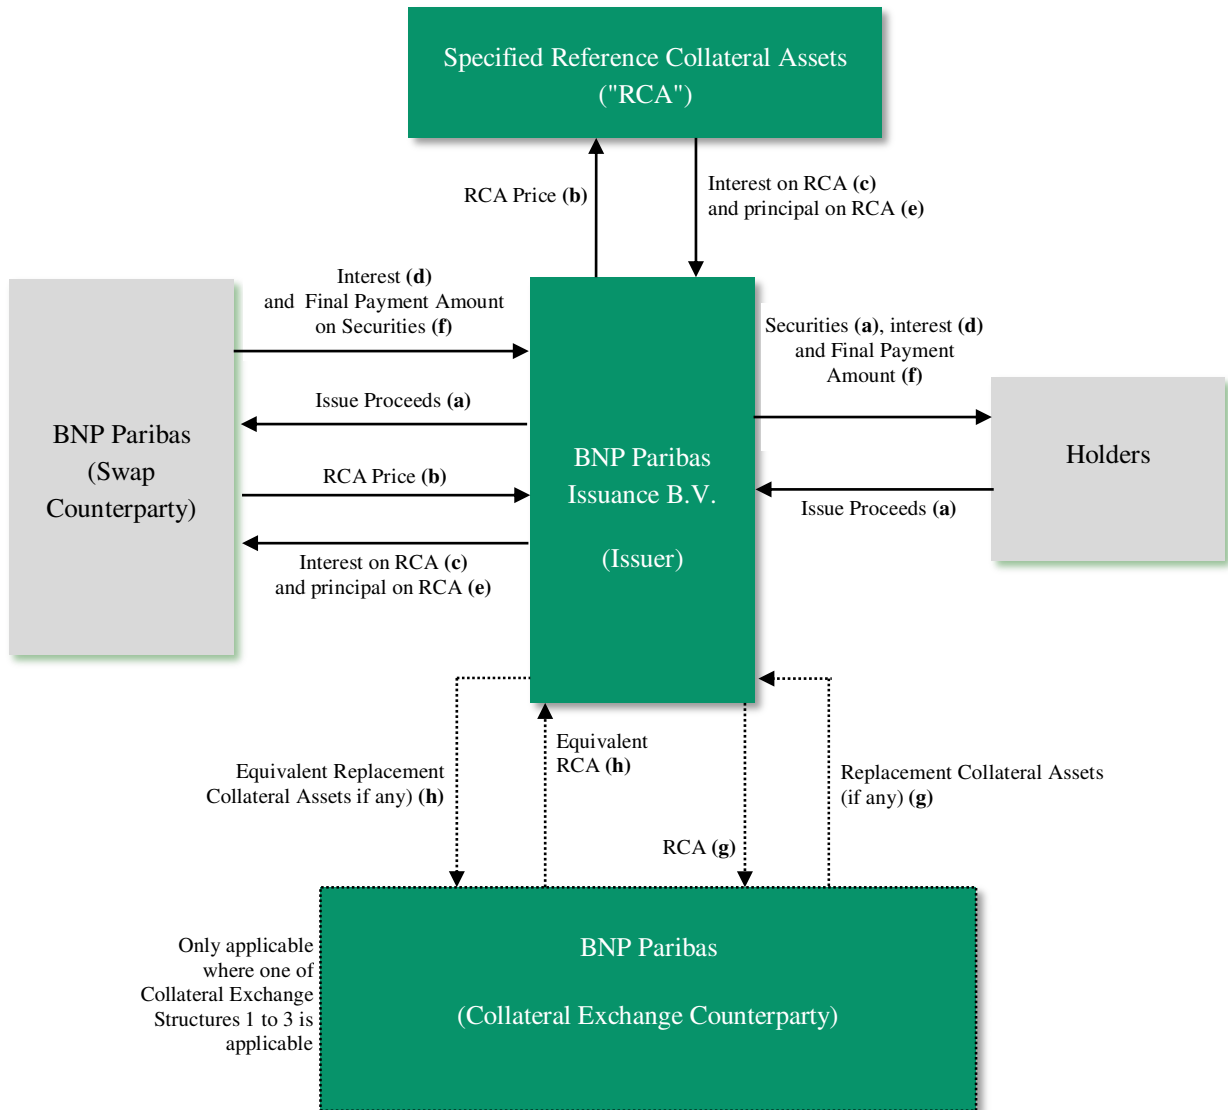 Specified Reference Collateral Assets
("RCA")
RCA Price (b)
Interest on RCA (c)
and principal on RCA (e)
Interest (d)
and Final Payment Amount
on Securities (f)
Securities (a), interest (d)
and Final Payment
Amount (f)
Issue Proceeds (a)
BNP Paribas
(Swap
Counterparty)
RCA Price (b)
Interest on RCA (c)
and principal on RCA (e)
BNP Paribas
Issuance B.V.
(Issuer)
Holders
Issue Proceeds (a)
Equivalent Replacement
Collateral Assets if any) (h)
Equivalent
RCA (h)
RCA (g)
Replacement Collateral Assets
(if any) (g)
Only applicable
where one of
Collateral Exchange
Structures 1 to 3 is
applicable
BNP Paribas
(Collateral Exchange Counterparty)